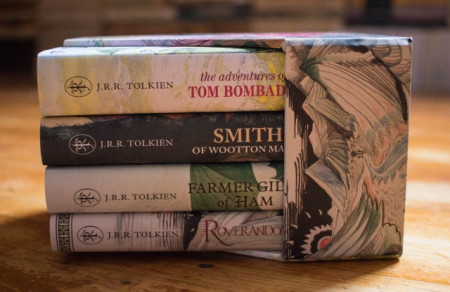 J.R.R. TOLKIEN
the adventures of
TOM BOMBAD
J.R.R. TOLKIEN
SMITH
OF WOOTTON MA
J.R.R. TOLKIEN
FARMER GIL
of HAM
J.R.R. TOLKIEN
ROVERANDO